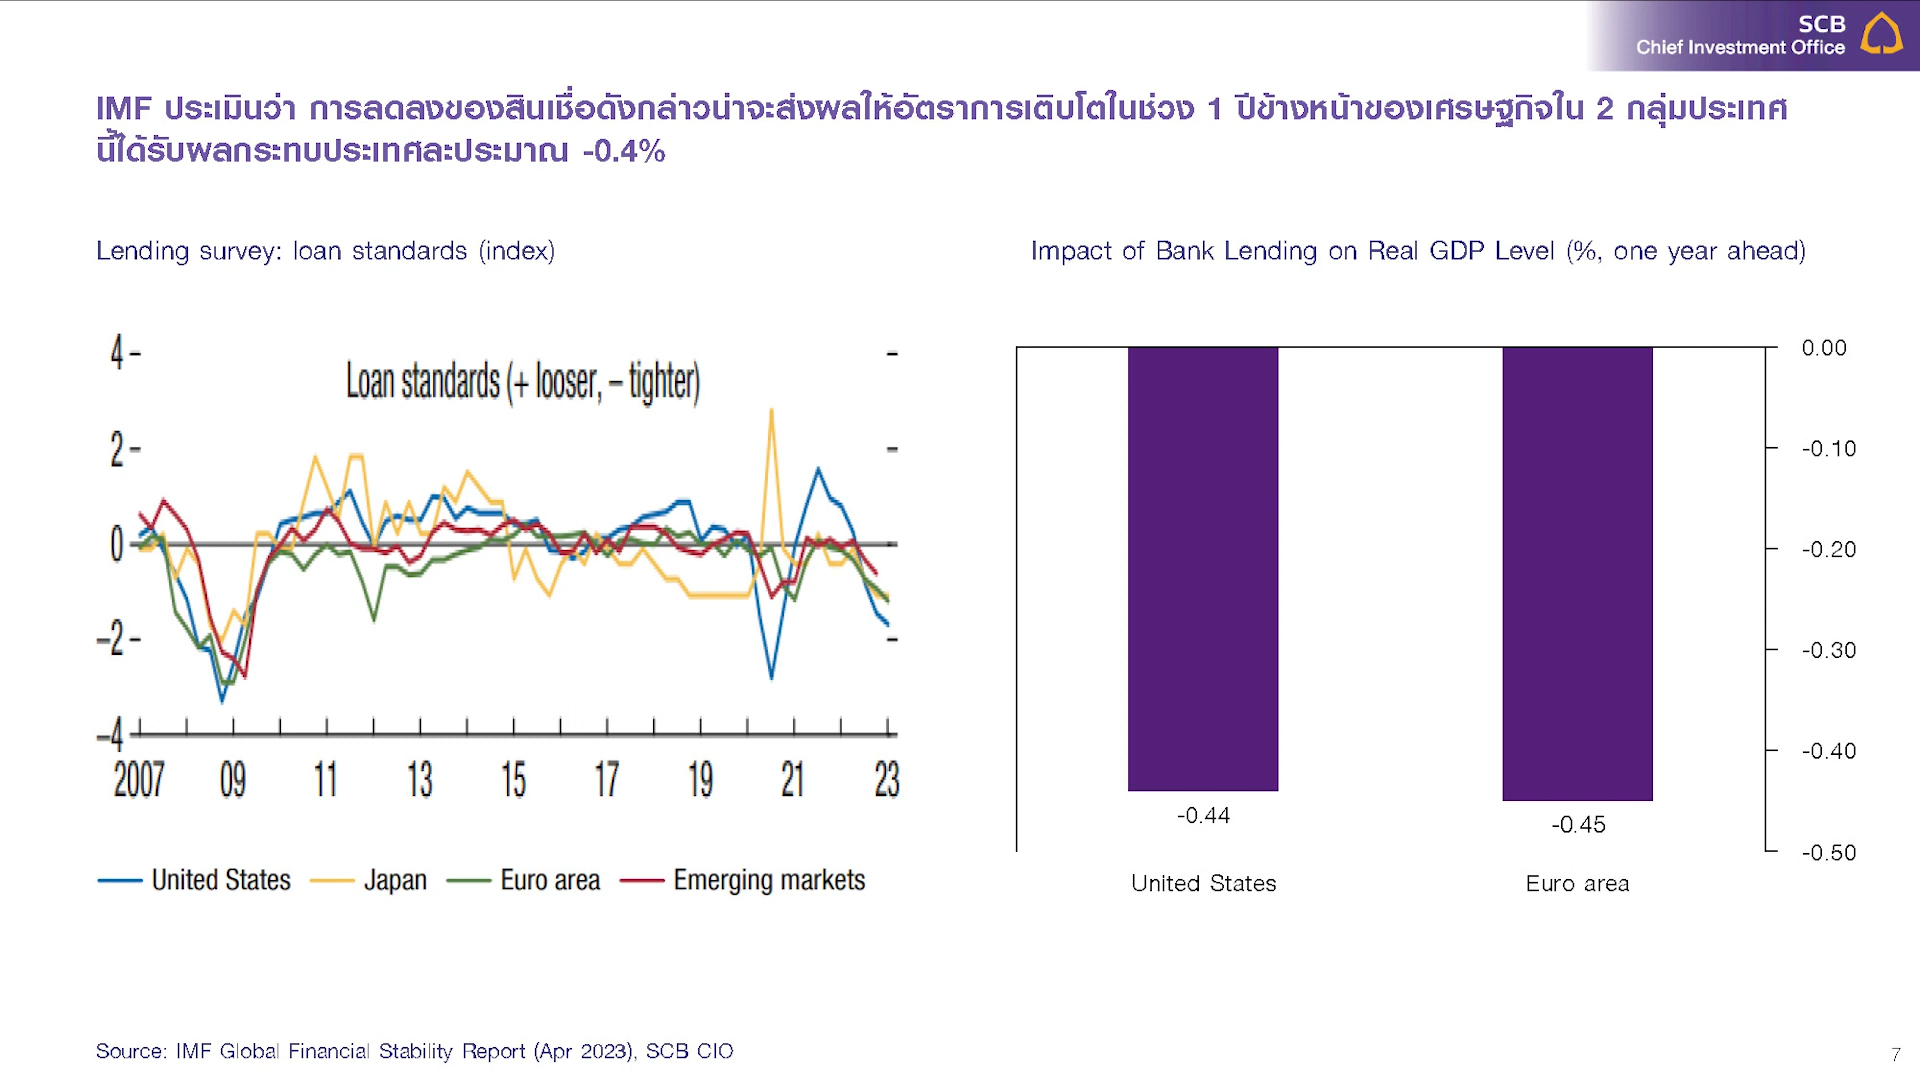 SCB
Chief Investment Office
IMF ประเมินว่า การลดลงของสินเชื่อดังกล่าวน่าจะส่งผลให้อัตราการเติบโตในช่วง 1 ปีข้างหน้าของเศรษฐกิจใน 2 กลุ่มประเทศ
นี้ได้รับผลกระทบประเทศละประมาณ -0.4%
Lending survey: loan standards (index)
4
Loan standards (+ looser, – tighter)
2
0
–2
–4
2007 09 11 13 15 17 19 21 23
United States Japan Euro area Emerging markets
Impact of Bank Lending on Real GDP Level (%, one year ahead)
0.00
-0.10
-0.20
-0.30
-0.40
-0.50
-0.44
-0.45
United States Euro area
Source: IMF Global Financial Stability Report (Apr 2023), SCB CIO
7